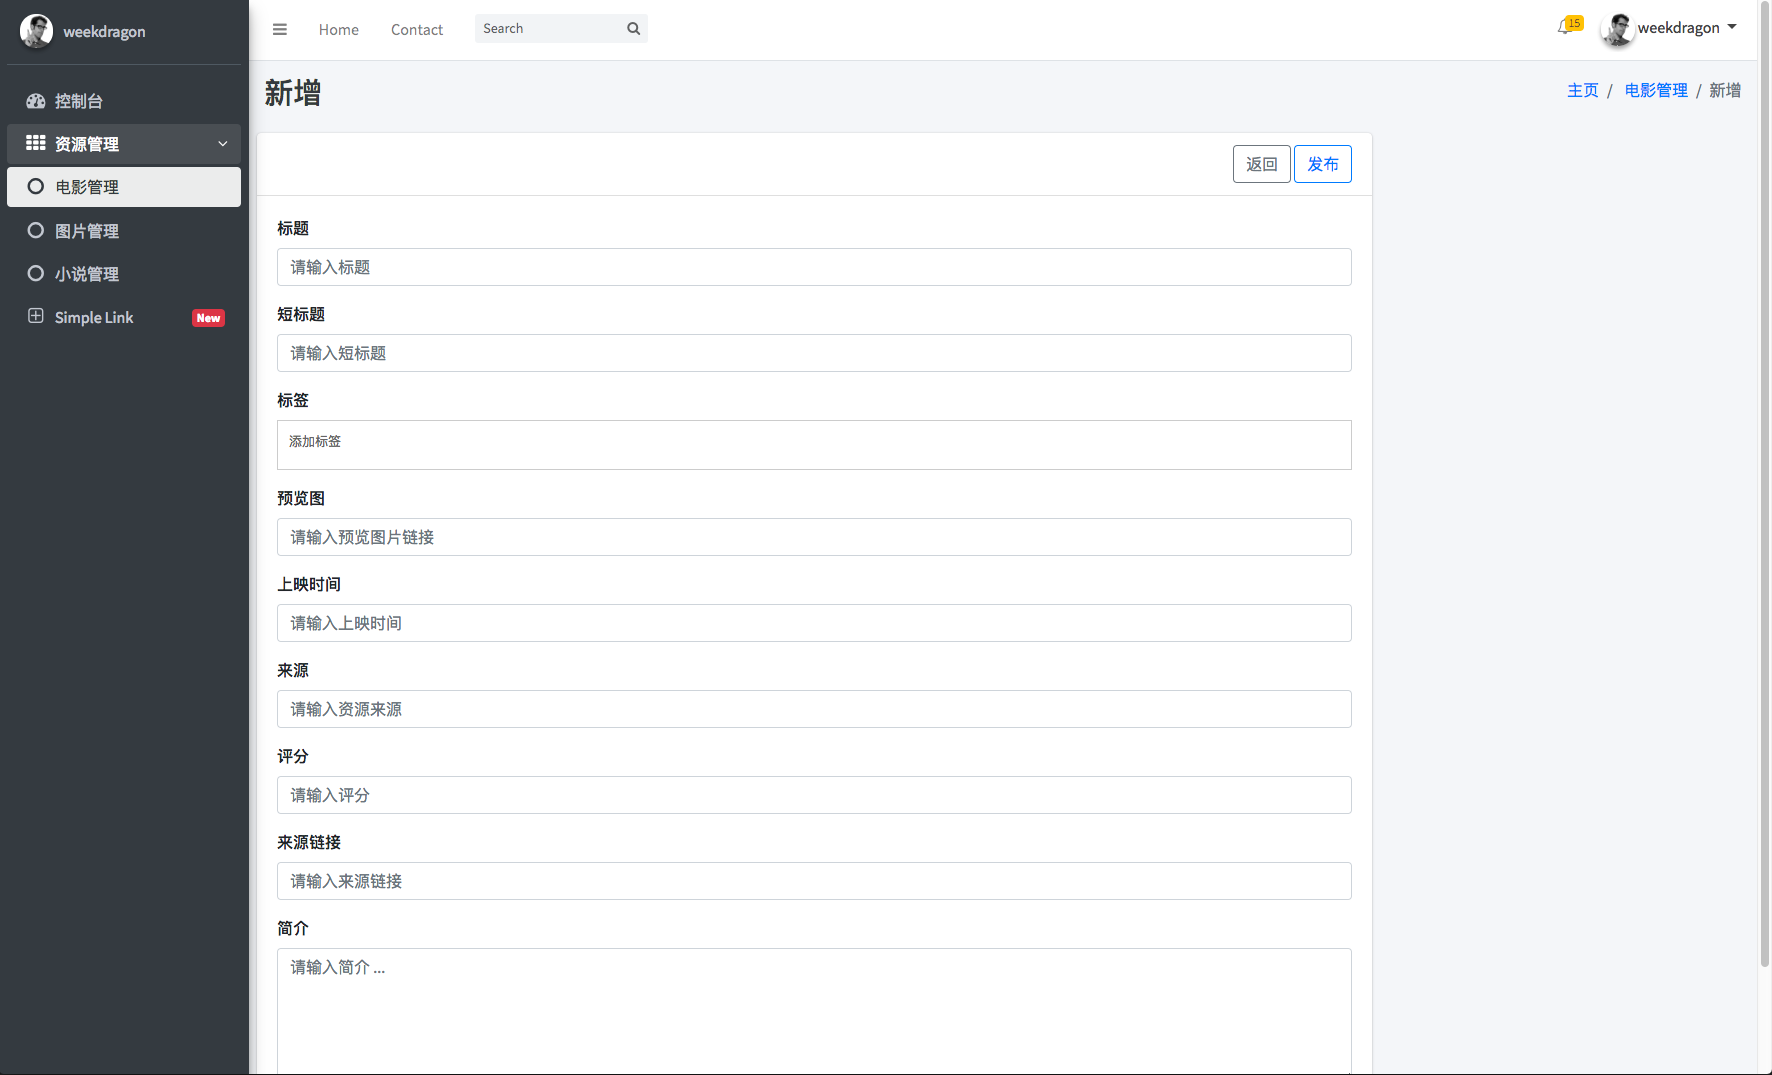 weekdragon
控制台
资源管理
电影管理
图片管理
小说管理
Simple Link New
Home Contact Search 15 weekdragon
新增
主页 / 电影管理 / 新增
返回 发布
标题
请输入标题
短标题
请输入短标题
标签
添加标签
预览图
请输入预览图片链接
上映时间
请输入上映时间
来源
请输入资源来源
评分
请输入评分
来源链接
请输入来源链接
简介
请输入简介 ...